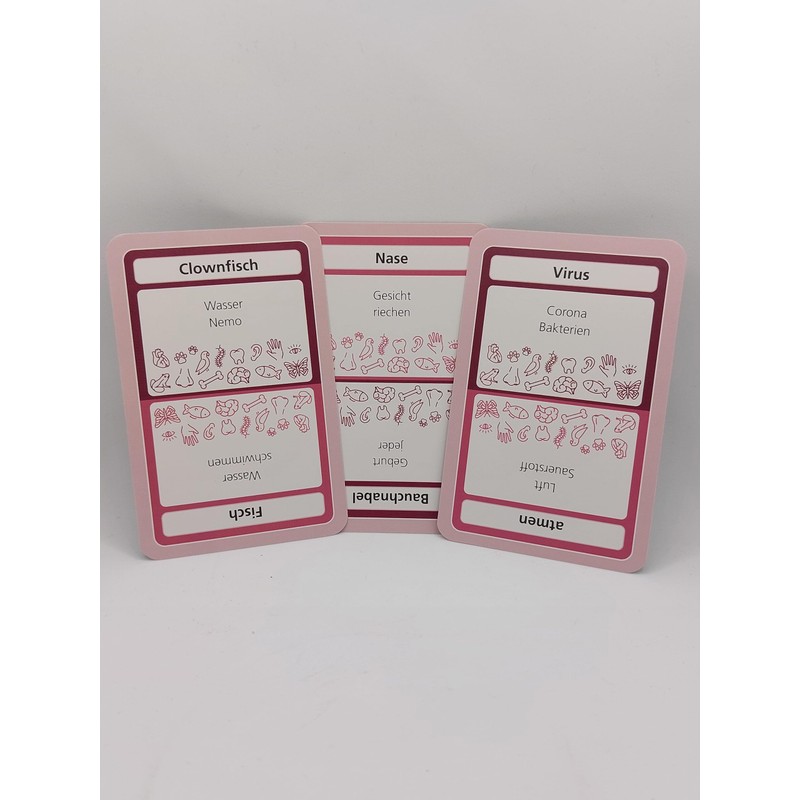 Clownfisch
Wasser
Nemo
Fisch
Wasser
schwimmen
Nase
Gesicht
riechen
Bauchnabel
Geburt
jeder
Virus
Corona
Bakterien
atmen
Luft
Sauerstoff